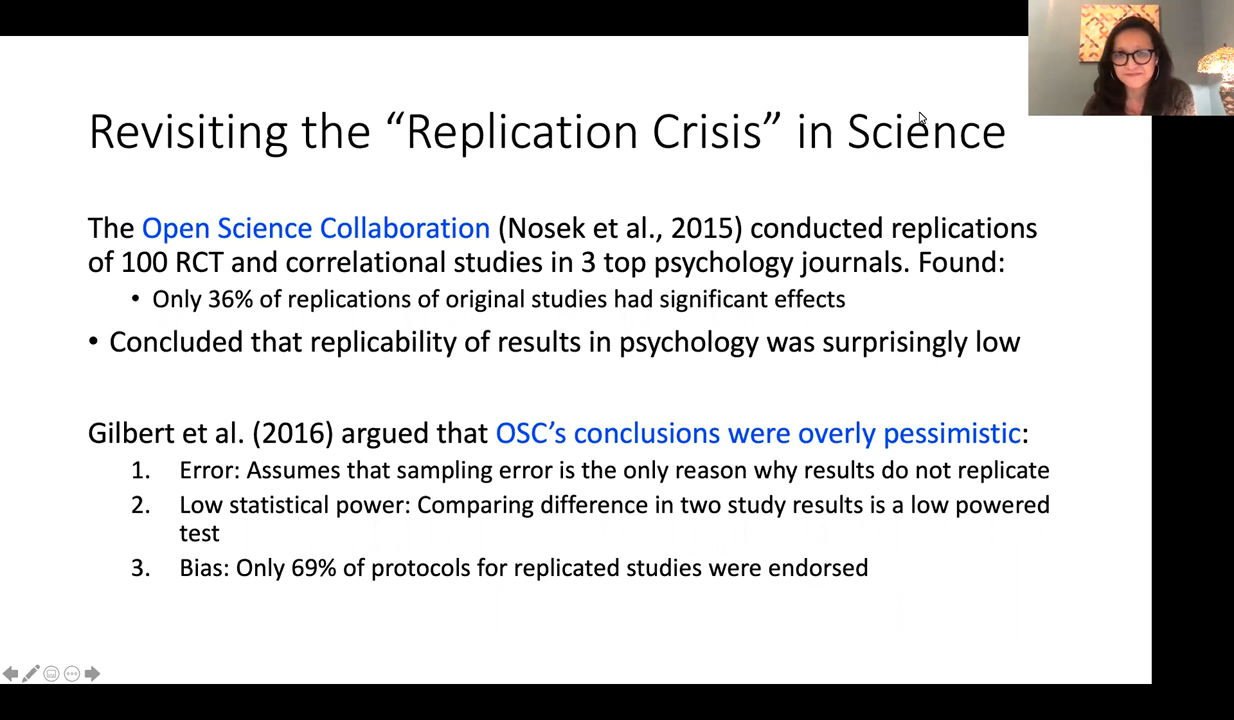 Revisiting the “Replication Crisis” in Science
The Open Science Collaboration (Nosek et al., 2015) conducted replications
of 100 RCT and correlational studies in 3 top psychology journals. Found:
• Only 36% of replications of original studies had significant effects
• Concluded that replicability of results in psychology was surprisingly low
Gilbert et al. (2016) argued that OSC’s conclusions were overly pessimistic:
1. Error: Assumes that sampling error is the only reason why results do not replicate
2. Low statistical power: Comparing difference in two study results is a low powered
test
3. Bias: Only 69% of protocols for replicated studies were endorsed